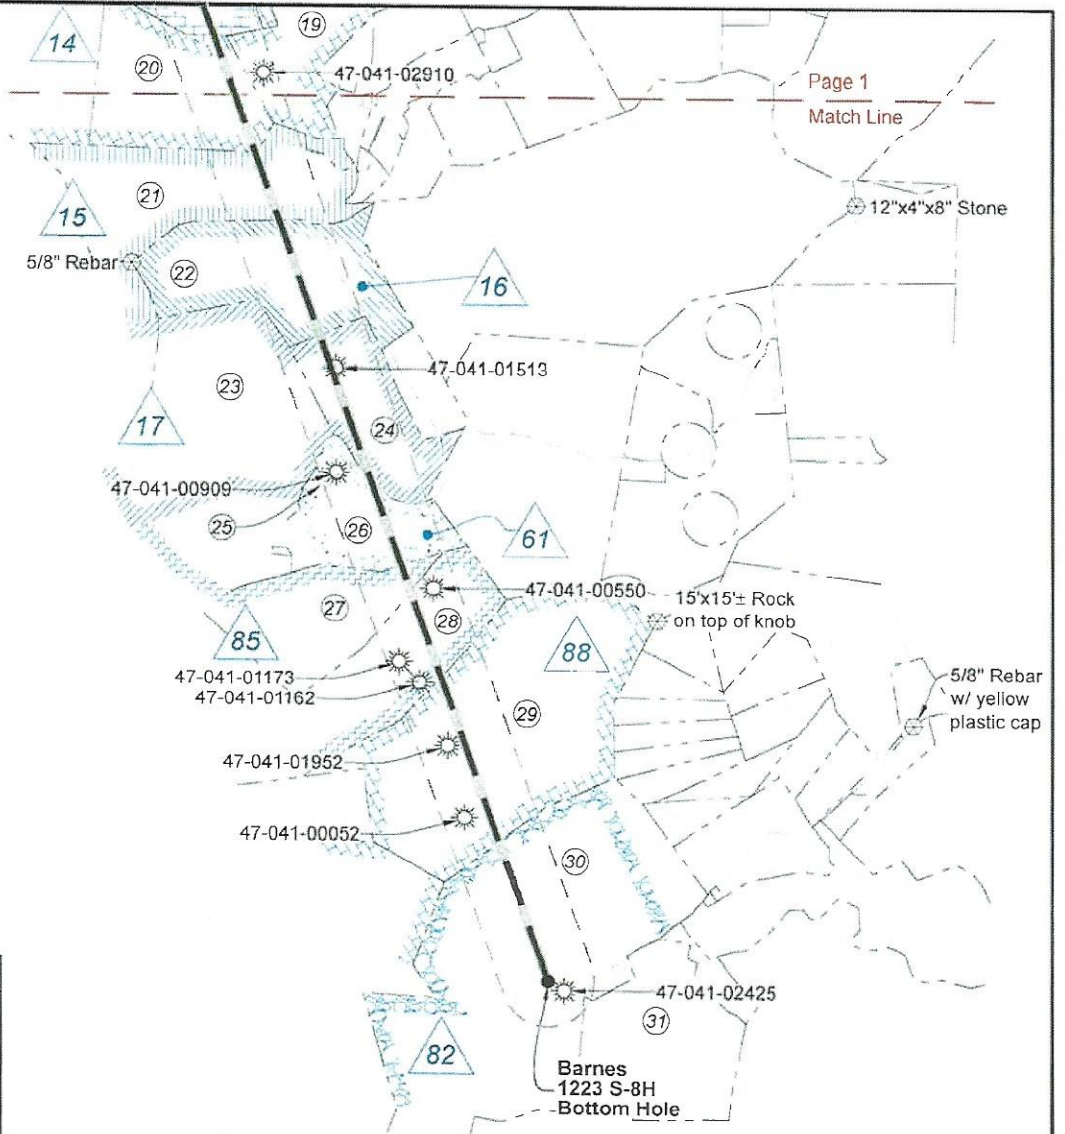 19
14
20
47-041-02910
Page 1
Match Line
21
15
12"x4"x8" Stone
5/8" Rebar
22
16
47-041-01513
23
17
24
47-041-00909
25
26
61
47-041-00550
15'x15'± Rock
on top of knob
27
28
85
88
47-041-01173
47-041-01162
5/8" Rebar
w/ yellow
plastic cap
29
47-041-01952
47-041-00052
30
47-041-02425
31
82
Barnes
1223 S-8H
Bottom Hole